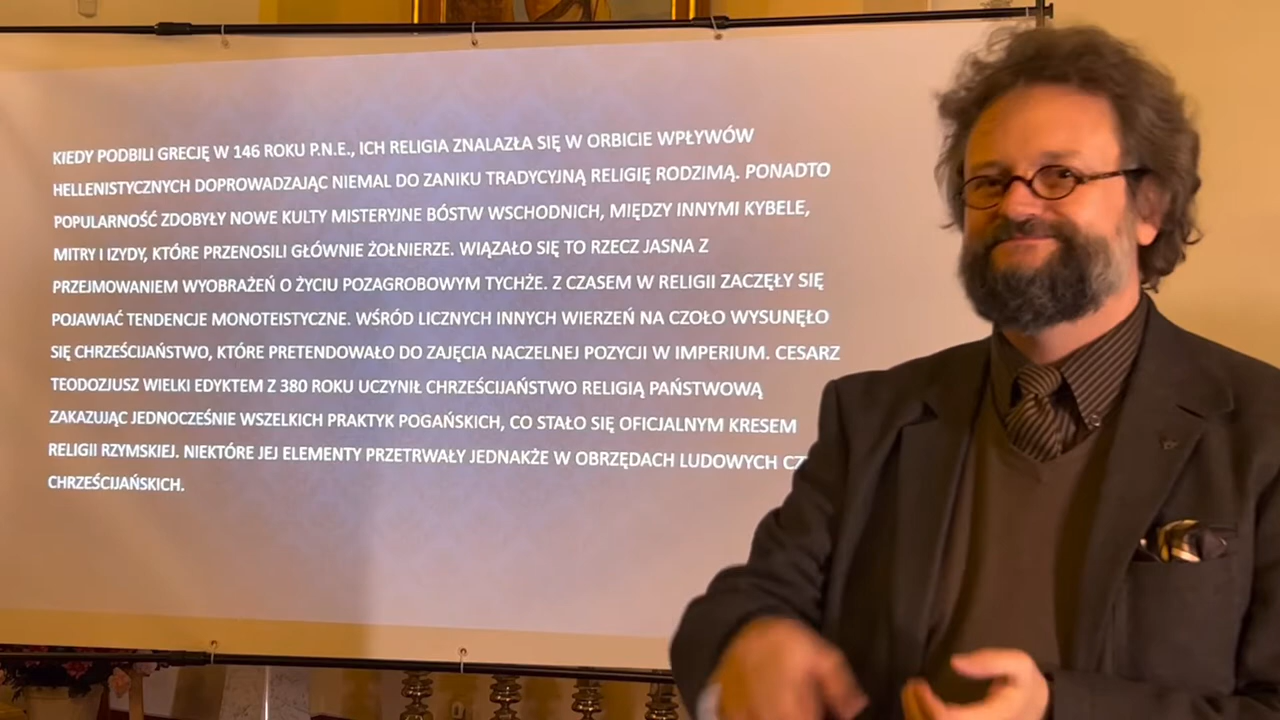 KIEDY PODBILI GRECJĘ W 146 ROKU P.N.E., ICH RELIGIA ZNALAZŁA SIĘ W ORBICIE WPŁYWÓW
HELLENISTYCZNYCH DOPROWADZAJĄC NIEMAL DO ZANIKU TRADYCYJNĄ RELIGIĘ RODZIMĄ. PONADTO
POPULARNOŚĆ ZDOBYŁY NOWE KULTY MISTERYJNE BÓSTW WSCHODNICH, MIĘDZY INNYMI KYBELE,
MITRY I IZYDY, KTÓRE PRZENOSILI GŁÓWNIE ŻOŁNIERZE. WIĄZAŁO SIĘ TO RZECZ JASNA Z
PRZEJMOWANIEM WYOBRAŻEŃ O ŻYCIU POZAGROBOWYM TYCHŻE. Z CZASEM W RELIGII ZACZĘŁY SIĘ
POJAWIAĆ TENDENCJE MONOTEISTYCZNE. WŚRÓD LICZNYCH INNYCH WIERZEŃ NA CZOŁO WYSUNĘŁO
SIĘ CHRZEŚCIJAŃSTWO, KTÓRE PRETENDOWAŁO DO ZAJĘCIA NACZELNEJ POZYCJI W IMPERIUM. CESARZ
TEODOZJUSZ WIELKI EDYKTEM Z 380 ROKU UCZYNIŁ CHRZEŚCIJAŃSTWO RELIGIĄ PAŃSTWOWĄ
ZAKAZUJĄC JEDNOCZEŚNIE WSZELKICH PRAKTYK POGAŃSKICH, CO STAŁO SIĘ OFICJALNYM KRESEM
RELIGII RZYMSKIEJ. NIEKTÓRE JEJ ELEMENTY PRZETRWAŁY JEDNAKŻE W OBRZĘDACH LUDOWYCH
CHRZEŚCIJAŃSKICH.